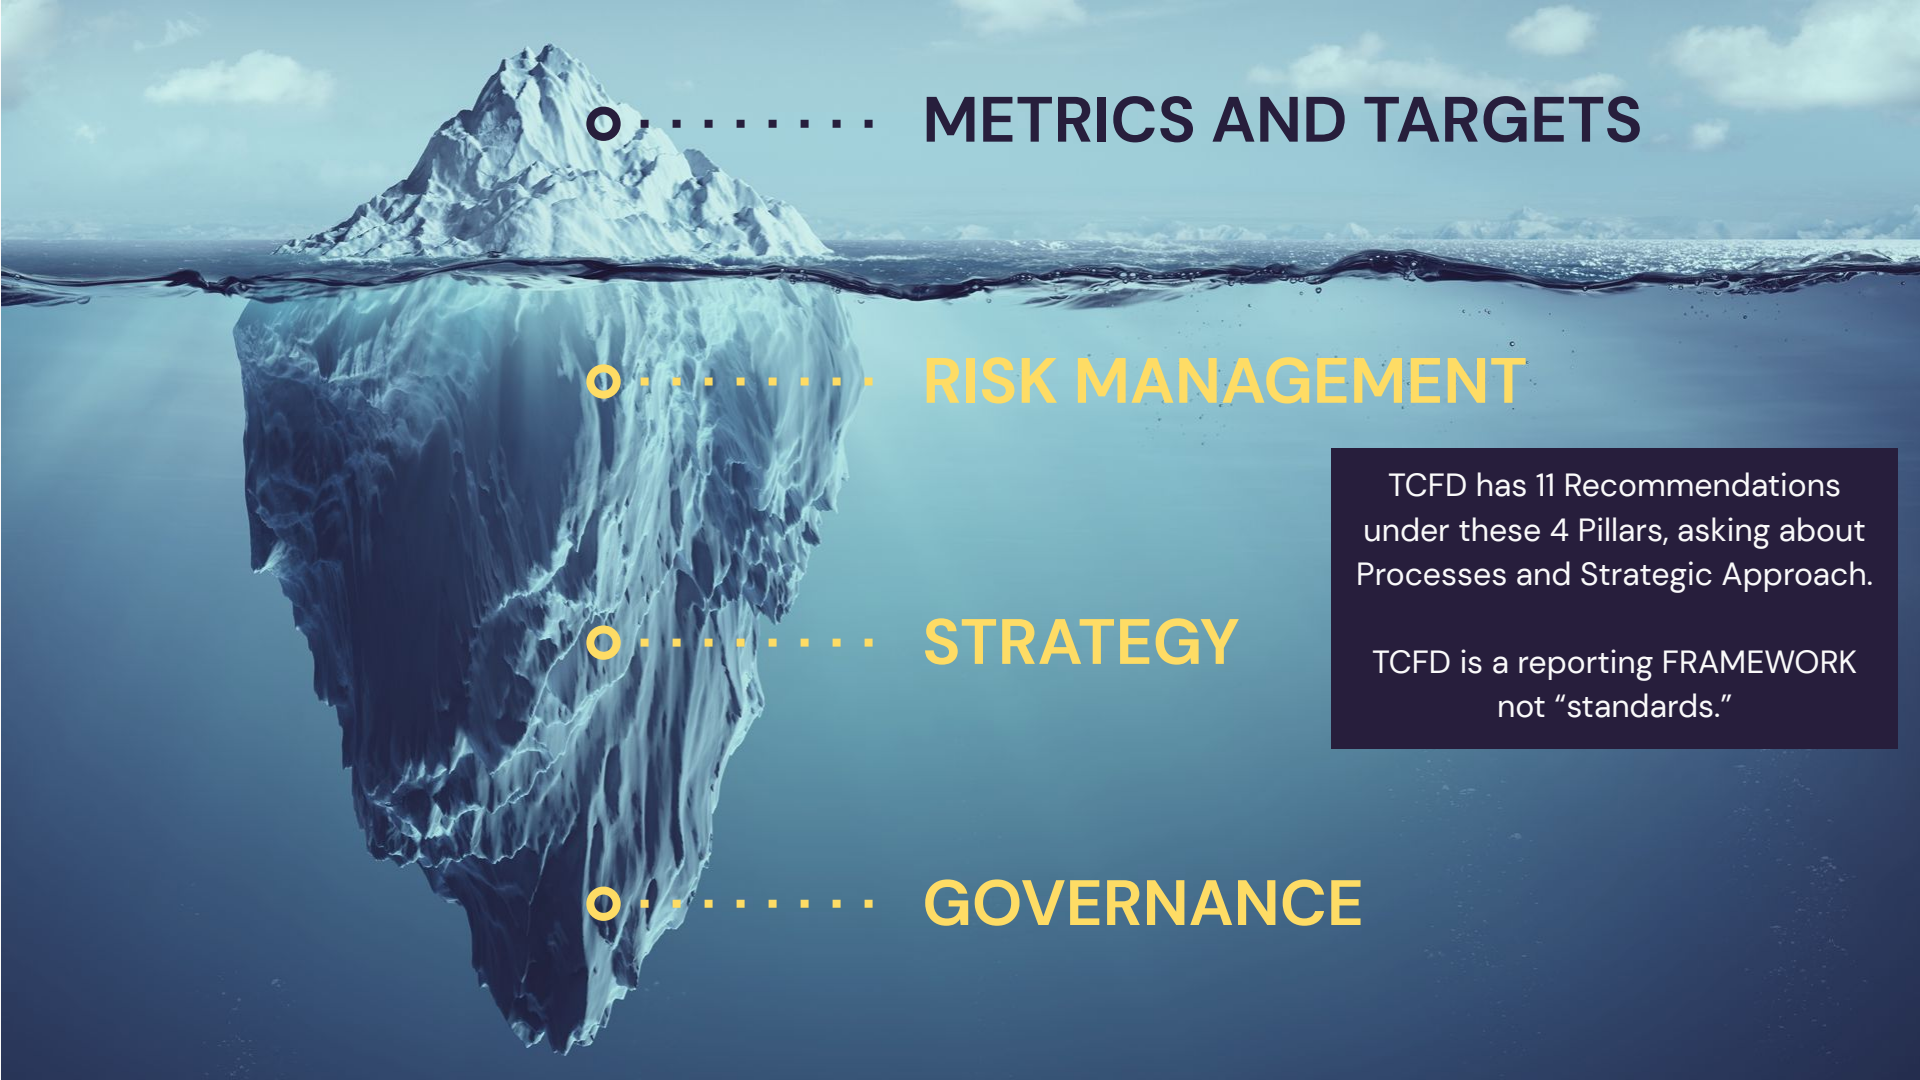 METRICS AND TARGETS
RISK MANAGEMENT
TCFD has 11 Recommendations
under these 4 Pillars, asking about
Processes and Strategic Approach.
TCFD is a reporting FRAMEWORK
not “standards.”
STRATEGY
GOVERNANCE